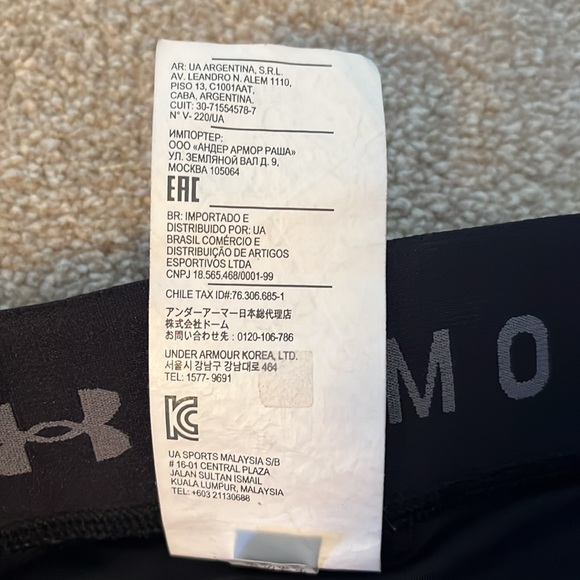 AR: UA ARGENTINA, S.R.L.
AV. LEANDRO N. ALEM 1110,
PISO 13, C1001AAT,
CABA, ARGENTINA.
CUIT: 30-71554578-7
N° V- 220/UA
ИМПОРТЕР:
ООО «АНДЕР АРМОР РАША»
УЛ. ЗЕМЛЯНОЙ ВАЛ Д. 9,
МОСКВА 105064
EAC
BR: IMPORTADO E
DISTRIBUIDO POR: UA
BRASIL COMÉRCIO E
DISTRIBUIÇÃO DE ARTIGOS
ESPORTIVOS LTDA
CNPJ 18.565.468/0001-99
CHILE TAX ID#:76.306.685-1
アンダーアーマー日本総代理店
株式会社ドーム
お問い合わせ先：0120-106-786
UNDER ARMOUR KOREA, LTD.
서울시 강남구 강남대로 464
TEL: 1577- 9691
KC
UA SPORTS MALAYSIA S/B
# 16-01 CENTRAL PLAZA
JALAN SULTAN ISMAIL
KUALA LUMPUR, MALAYSIA
TEL: +603 21130688
MO